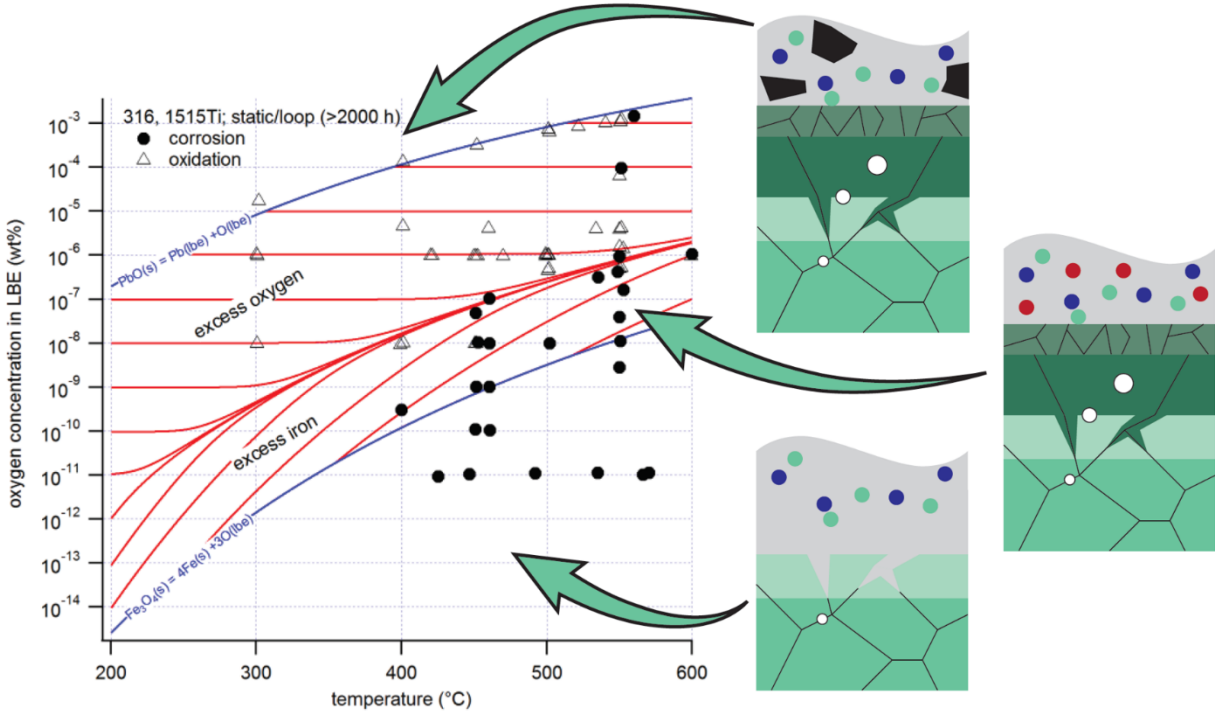 316, 1515Ti; static/loop (>2000 h)
corrosion
oxidation
oxygen concentration in LBE (wt%)
10⁻³
10⁻⁴
10⁻⁵
10⁻⁶
10⁻⁷
10⁻⁸
10⁻⁹
10⁻¹⁰
10⁻¹¹
10⁻¹²
10⁻¹³
10⁻¹⁴
PbO(s) = Pb(lbe) +O(lbe)
excess oxygen
excess iron
Fe₃O₄(s) = 4Fe(s) +3O(lbe)
200
300
400
500
600
temperature (°C)